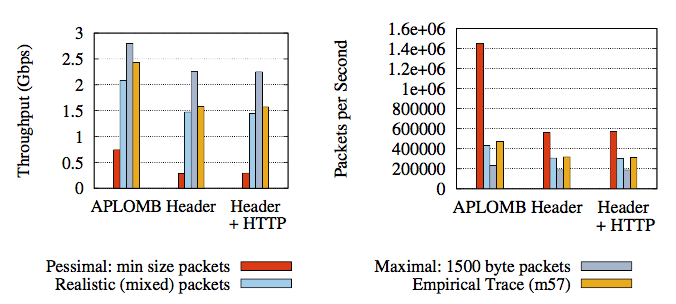 Throughput (Gbps)
3
2.5
2
1.5
1
0.5
0
APLOMB Header Header
+ HTTP
Packets per Second
1.6e+06
1.4e+06
1.2e+06
1e+06
800000
600000
400000
200000
0
APLOMB Header Header
+ HTTP
Pessimal: min size packets
Realistic (mixed) packets
Maximal: 1500 byte packets
Empirical Trace (m57)